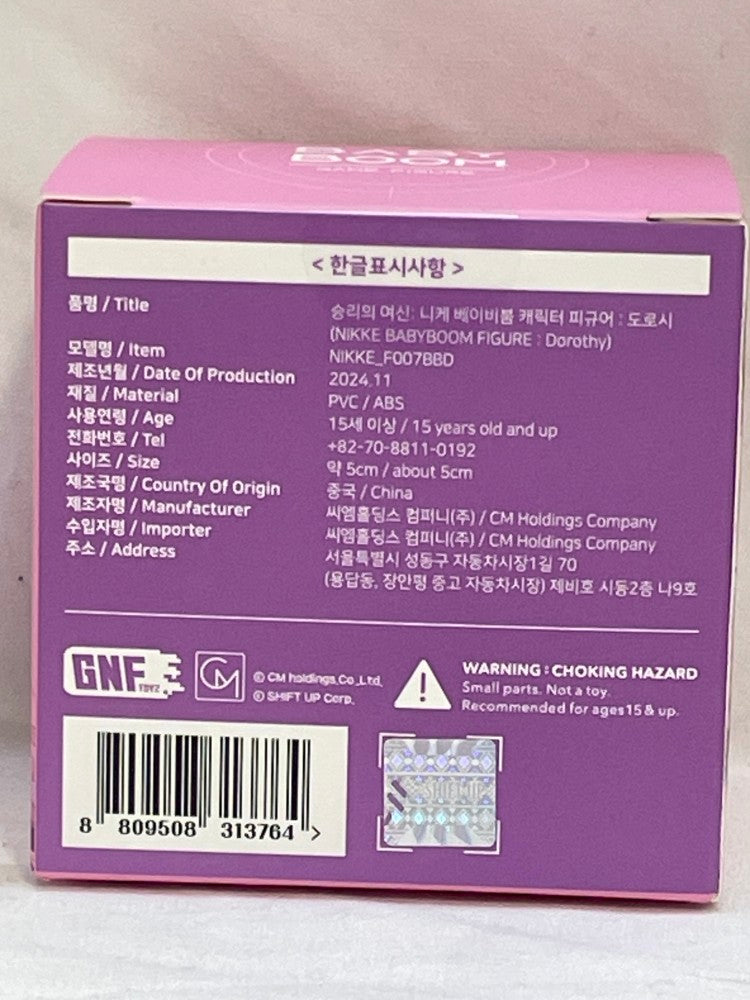 BABY
BOOM
GAME FIGURE
< 한글표시사항 >
품명 / Title
승리의 여신: 니케 베이비붐 캐릭터 피규어 : 도로시
(NIKKE BABYBOOM FIGURE : Dorothy)
모델명 / Item
NIKKE_F007BBD
제조년월 / Date Of Production
2024.11
재질 / Material
PVC / ABS
사용연령 / Age
15세 이상 / 15 years old and up
전화번호 / Tel
+82-70-8811-0192
사이즈 / Size
약 5cm / about 5cm
제조국명 / Country Of Origin
중국 / China
제조자명 / Manufacturer
씨엠홀딩스 컴퍼니(주) / CM Holdings Company
수입자명 / Importer
씨엠홀딩스 컴퍼니(주) / CM Holdings Company
주소 / Address
서울특별시 성동구 자동차시장1길 70
(용답동, 장안평 중고 자동차시장) 제비호 시동2층 나9호
GNF
TOYZ
CM
© CM holdings.Co.,Ltd.
© SHIFT UP Corp.
WARNING : CHOKING HAZARD
Small parts. Not a toy.
Recommended for ages 15 & up.
8 809508 313764 >
SHIFT UP